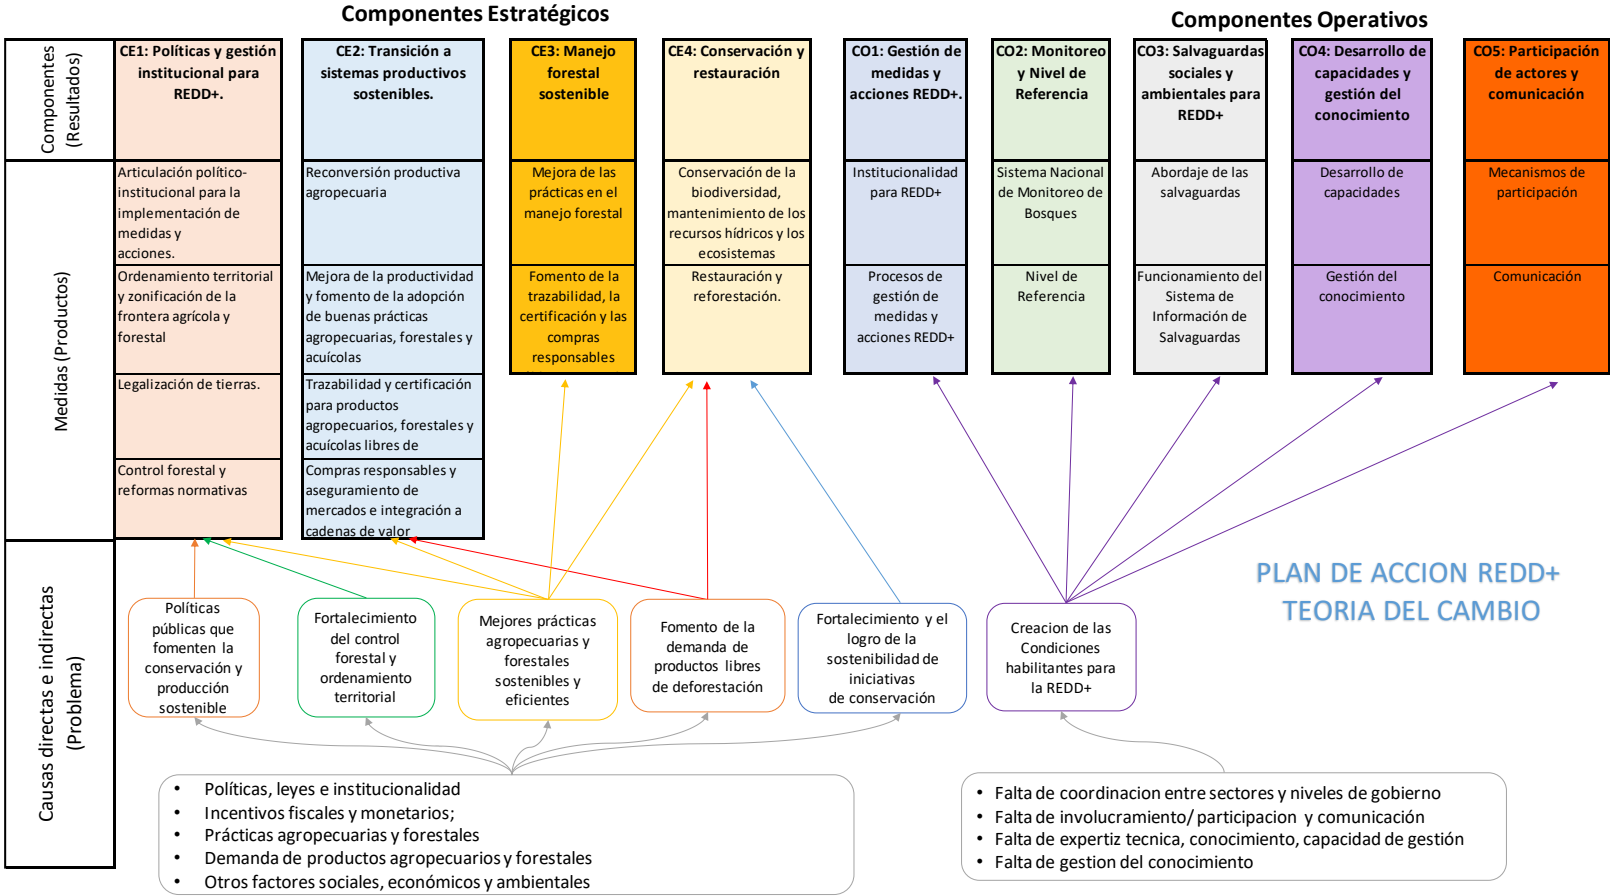 Componentes Estratégicos
Componentes Operativos
Componentes
(Resultados)
CE1: Políticas y gestión
institucional para
REDD+.
CE2: Transición a
sistemas productivos
sostenibles.
CE3: Manejo
forestal
sostenible
CE4: Conservación y
restauración
CO1: Gestión de
medidas y
acciones REDD+.
CO2: Monitoreo
y Nivel de
Referencia
CO3: Salvaguardas
sociales y
ambientales para
REDD+
CO4: Desarrollo de
capacidades y
gestión del
conocimiento
CO5: Participación
de actores y
comunicación
Medidas (Productos)
Articulación político-
institucional para la
implementación de
medidas y
acciones.
Reconversión productiva
agropecuaria
Mejora de las
prácticas en el
manejo forestal
Conservación de la
biodiversidad,
mantenimiento de los
recursos hídricos y los
ecosistemas
Institucionalidad
para REDD+
Sistema Nacional
de Monitoreo de
Bosques
Abordaje de las
salvaguardas
Desarrollo de
capacidades
Mecanismos de
participación
Ordenamiento territorial
y zonificación de la
frontera agrícola y
forestal
Mejora de la productividad
y fomento de la adopción
de buenas prácticas
agropecuarias, forestales y
acuícolas
Fomento de la
trazabilidad, la
certificación y las
compras
responsables
Restauración y
reforestación.
Procesos de
gestión de
medidas y
acciones REDD+
Nivel de
Referencia
Funcionamiento del
Sistema de
Información de
Salvaguardas
Gestión del
conocimiento
Comunicación
Legalización de tierras.
Trazabilidad y certificación
para productos
agropecuarios, forestales y
acuícolas libres de
Control forestal y
reformas normativas
Compras responsables y
aseguramiento de
mercados e integración a
cadenas de valor
Causas directas e indirectas
(Problema)
Políticas
públicas que
fomenten la
conservación y
producción
sostenible
Fortalecimiento
del control
forestal y
ordenamiento
territorial
Mejores prácticas
agropecuarias y
forestales
sostenibles y
eficientes
Fomento de la
demanda de
productos libres
de deforestación
Fortalecimiento y el
logro de la
sostenibilidad de
iniciativas
de conservación
Creacion de las
Condiciones
habilitantes para
la REDD+
PLAN DE ACCION REDD+
TEORIA DEL CAMBIO
• Políticas, leyes e institucionalidad
• Incentivos fiscales y monetarios;
• Prácticas agropecuarias y forestales
• Demanda de productos agropecuarios y forestales
• Otros factores sociales, económicos y ambientales
• Falta de coordinacion entre sectores y niveles de gobierno
• Falta de involucramiento/ participacion y comunicación
• Falta de expertiz tecnica, conocimiento, capacidad de gestión
• Falta de gestion del conocimiento